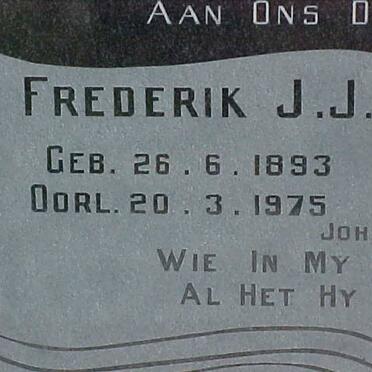 AAN ONS O
FREDERIK J.J.
GEB. 26.6.1893
OORL. 20.3.1975
JOH
WIE IN MY
AL HET HY